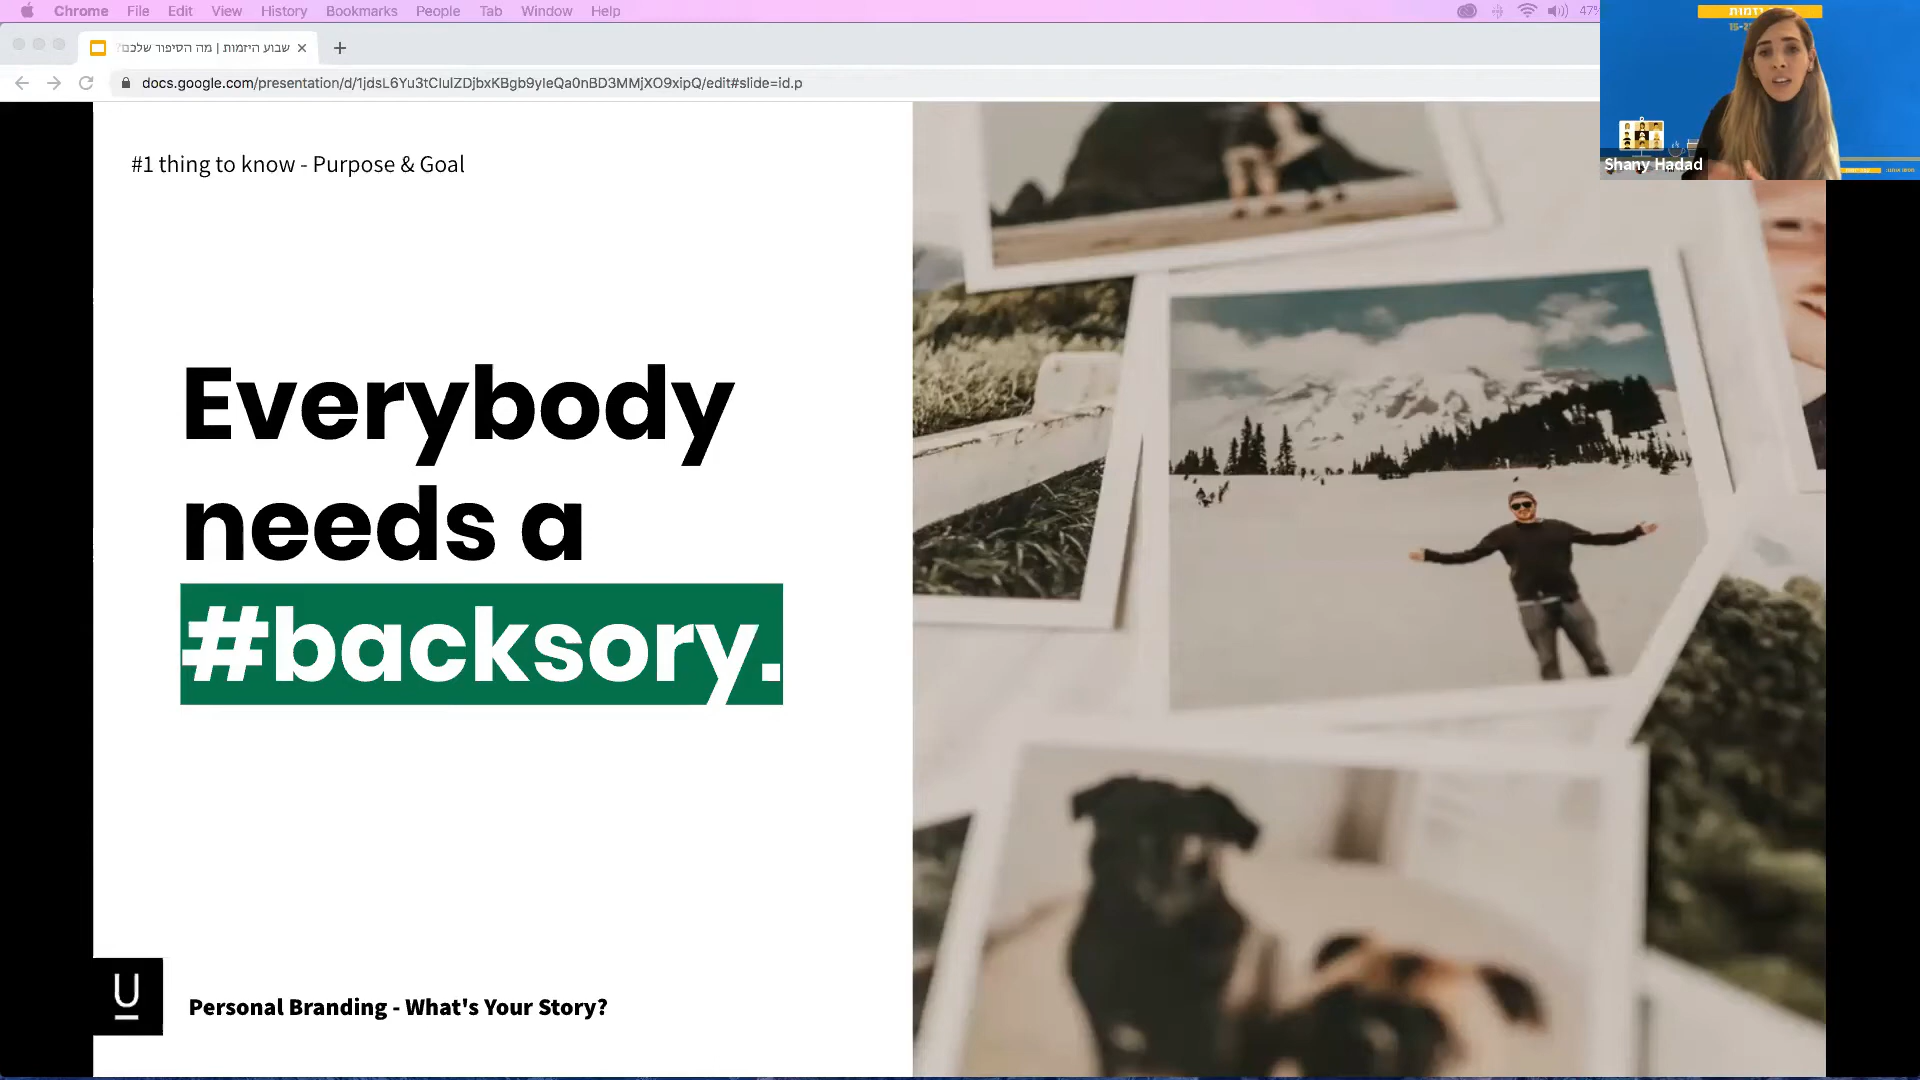 Chrome File Edit View History Bookmarks People Tab Window Help 47%
שבוע היזמות | מה הסיפור שלכם?
docs.google.com/presentation/d/1jdsL6Yu3tCIulZDjbxKBgb9yIeQa0nBD3MMjXO9xipQ/edit#slide=id.p
Shany Hadad
#1 thing to know - Purpose & Goal
Everybody
needs a
#backsory.
U
Personal Branding - What's Your Story?